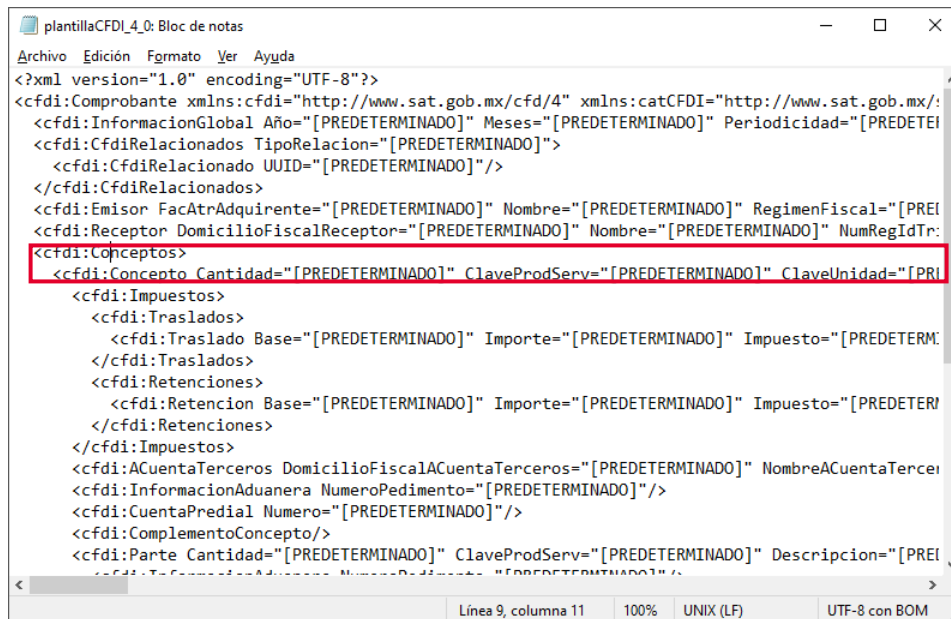 plantillaCFDI_4_0: Bloc de notas
Archivo Edición Formato Ver Ayuda
<?xml version="1.0" encoding="UTF-8"?>
<cfdi:Comprobante xmlns:cfdi="http://www.sat.gob.mx/cfd/4" xmlns:catCFDI="http://www.sat.gob.mx/
<cfdi:InformacionGlobal Año="[PREDETERMINADO]" Meses="[PREDETERMINADO]" Periodicidad="[PREDETE
<cfdi:CfdiRelacionados TipoRelacion="[PREDETERMINADO]">
<cfdi:CfdiRelacionado UUID="[PREDETERMINADO]"/>
</cfdi:CfdiRelacionados>
<cfdi:Emisor FacAtrAdquirente="[PREDETERMINADO]" Nombre="[PREDETERMINADO]" RegimenFiscal="[PRE
<cfdi:Receptor DomicilioFiscalReceptor="[PREDETERMINADO]" Nombre="[PREDETERMINADO]" NumRegIdTr
<cfdi:Conceptos>
<cfdi:Concepto Cantidad="[PREDETERMINADO]" ClaveProdServ="[PREDETERMINADO]" ClaveUnidad="[PR
<cfdi:Impuestos>
<cfdi:Traslados>
<cfdi:Traslado Base="[PREDETERMINADO]" Importe="[PREDETERMINADO]" Impuesto="[PREDETERM
</cfdi:Traslados>
<cfdi:Retenciones>
<cfdi:Retencion Base="[PREDETERMINADO]" Importe="[PREDETERMINADO]" Impuesto="[PREDETER
</cfdi:Retenciones>
</cfdi:Impuestos>
<cfdi:ACuentaTerceros DomicilioFiscalACuentaTerceros="[PREDETERMINADO]" NombreACuentaTercer
<cfdi:InformacionAduanera NumeroPedimento="[PREDETERMINADO]"/>
<cfdi:CuentaPredial Numero="[PREDETERMINADO]"/>
<cfdi:ComplementoConcepto/>
<cfdi:Parte Cantidad="[PREDETERMINADO]" ClaveProdServ="[PREDETERMINADO]" Descripcion="[PRE
<cfdi:InformacionAduanera NumeroPedimento="[PREDETERMINADO]"/>
Línea 9, columna 11 100% UNIX (LF) UTF-8 con BOM